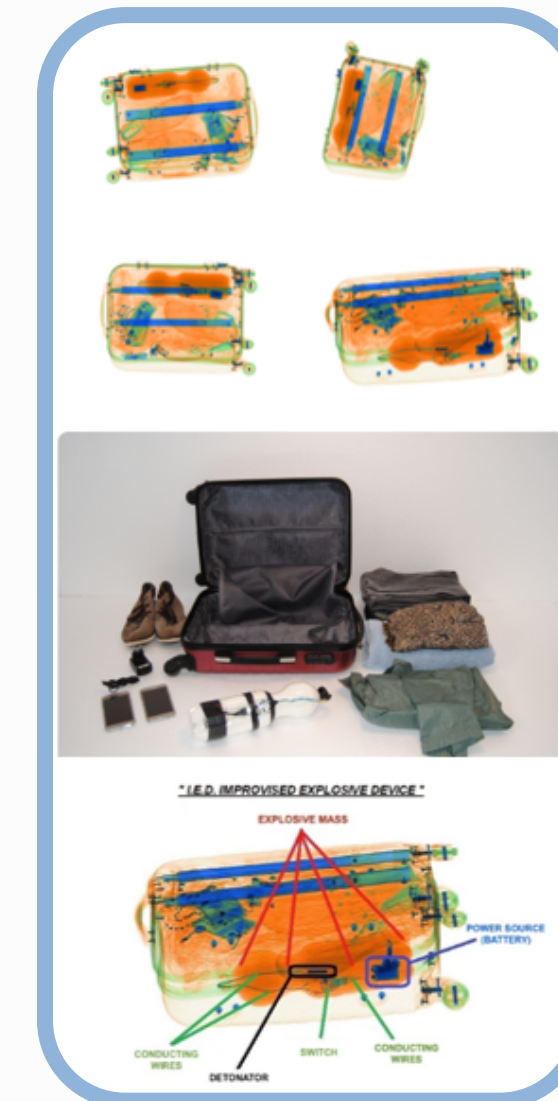 " I.E.D. IMPROVISED EXPLOSIVE DEVICE "
EXPLOSIVE MASS
POWER SOURCE
(BATTERY)
CONDUCTING
WIRES
SWITCH
CONDUCTING
WIRES
DETONATOR